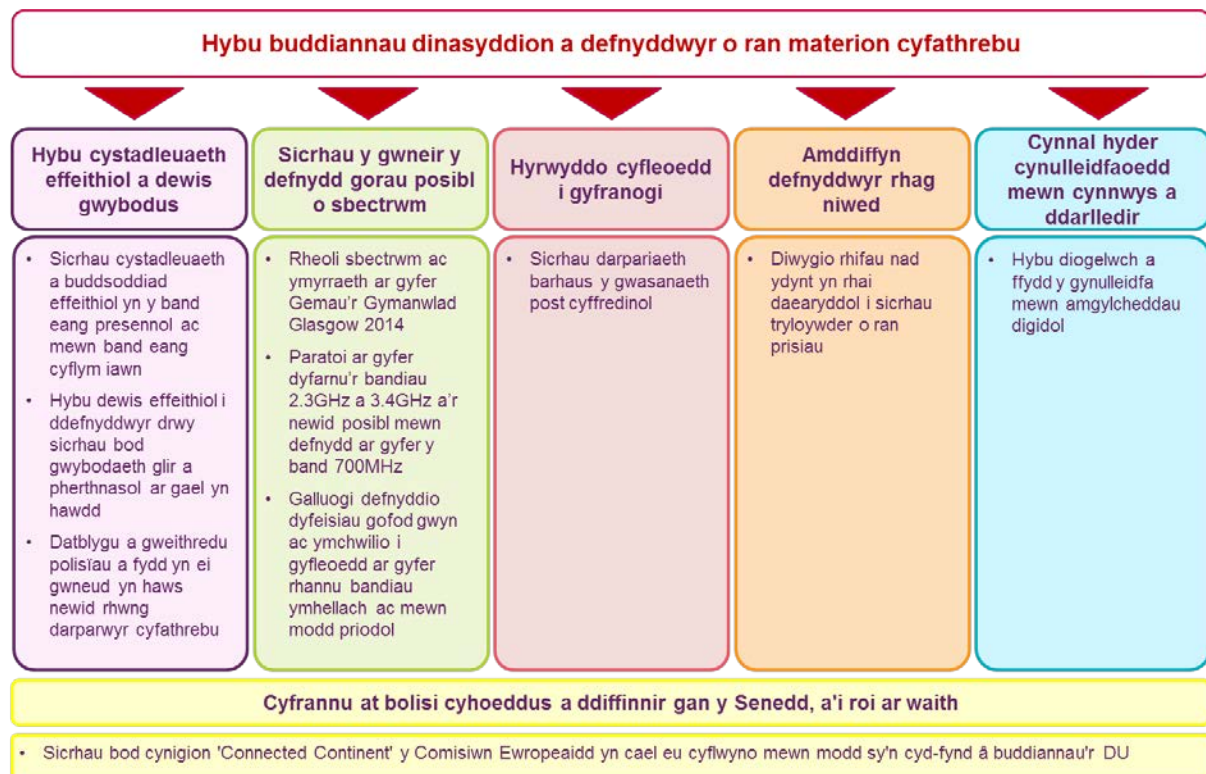 Hybu buddiannau dinasyddion a defnyddwyr o ran materion cyfathrebu
Hybu cystadleuaeth
effeithiol a dewis
gwybodus
• Sicrhau cystadleuaeth
a buddsoddiad
effeithiol yn y band
eang presennol ac
mewn band eang
cyflym iawn
• Hybu dewis effeithiol i
ddefnyddwyr drwy
sicrhau bod
gwybodaeth glir a
pherthnasol ar gael yn
hawdd
• Datblygu a gweithredu
polisïau a fydd yn ei
gwneud yn haws
newid rhwng
darparwyr cyfathrebu
Sicrhau y gwneir y
defnydd gorau posibl
o sbectrwm
• Rheoli sbectrwm ac
ymyrraeth ar gyfer
Gemau'r Gymanwlad
Glasgow 2014
• Paratoi ar gyfer
dyfarnu'r bandiau
2.3GHz a 3.4GHz a'r
newid posibl mewn
defnydd ar gyfer y
band 700MHz
• Galluogi defnyddio
dyfeisiau gofod gwyn
ac ymchwilio i
gyfleoedd ar gyfer
rhannu bandiau
ymhellach ac mewn
modd priodol
Hyrwyddo cyfleoedd
i gyfranogi
• Sicrhau darpariaeth
barhaus y gwasanaeth
post cyffredinol
Amddiffyn
defnyddwyr rhag
niwed
• Diwygio rhifau nad
ydynt yn rhai
daearyddol i sicrhau
tryloywder o ran
prisiau
Cynnal hyder
cynulleidfaoedd
mewn cynnwys a
ddarlledir
• Hybu diogelwch a
ffydd y gynulleidfa
mewn amgylcheddau
digidol
Cyfrannu at bolisi cyhoeddus a ddiffinnir gan y Senedd, a'i roi ar waith
• Sicrhau bod cynigion 'Connected Continent' y Comisiwn Ewropeaidd yn cael eu cyflwyno mewn modd sy'n cyd-fynd â buddiannau'r DU